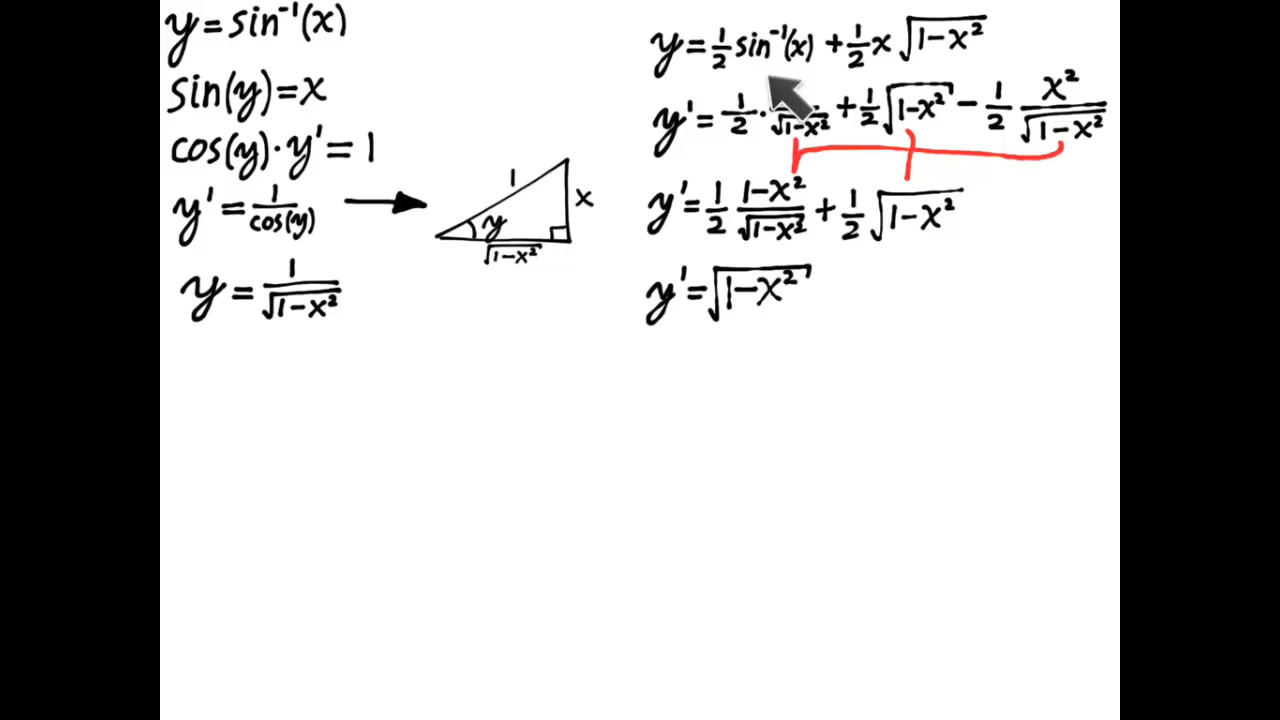 y = sin⁻¹(x)
sin(y) = x
cos(y) · y' = 1
y' = 1/cos(y)
1
x
y
√(1-x²)
y = 1/√(1-x²)
y = 1/2 sin⁻¹(x) + 1/2 x √(1-x²)
y' = 1/2 · /√(1-x²) + 1/2 √(1-x²) - 1/2 x²/√(1-x²)
y' = 1/2 (1-x²)/√(1-x²) + 1/2 √(1-x²)
y' = √(1-x²)